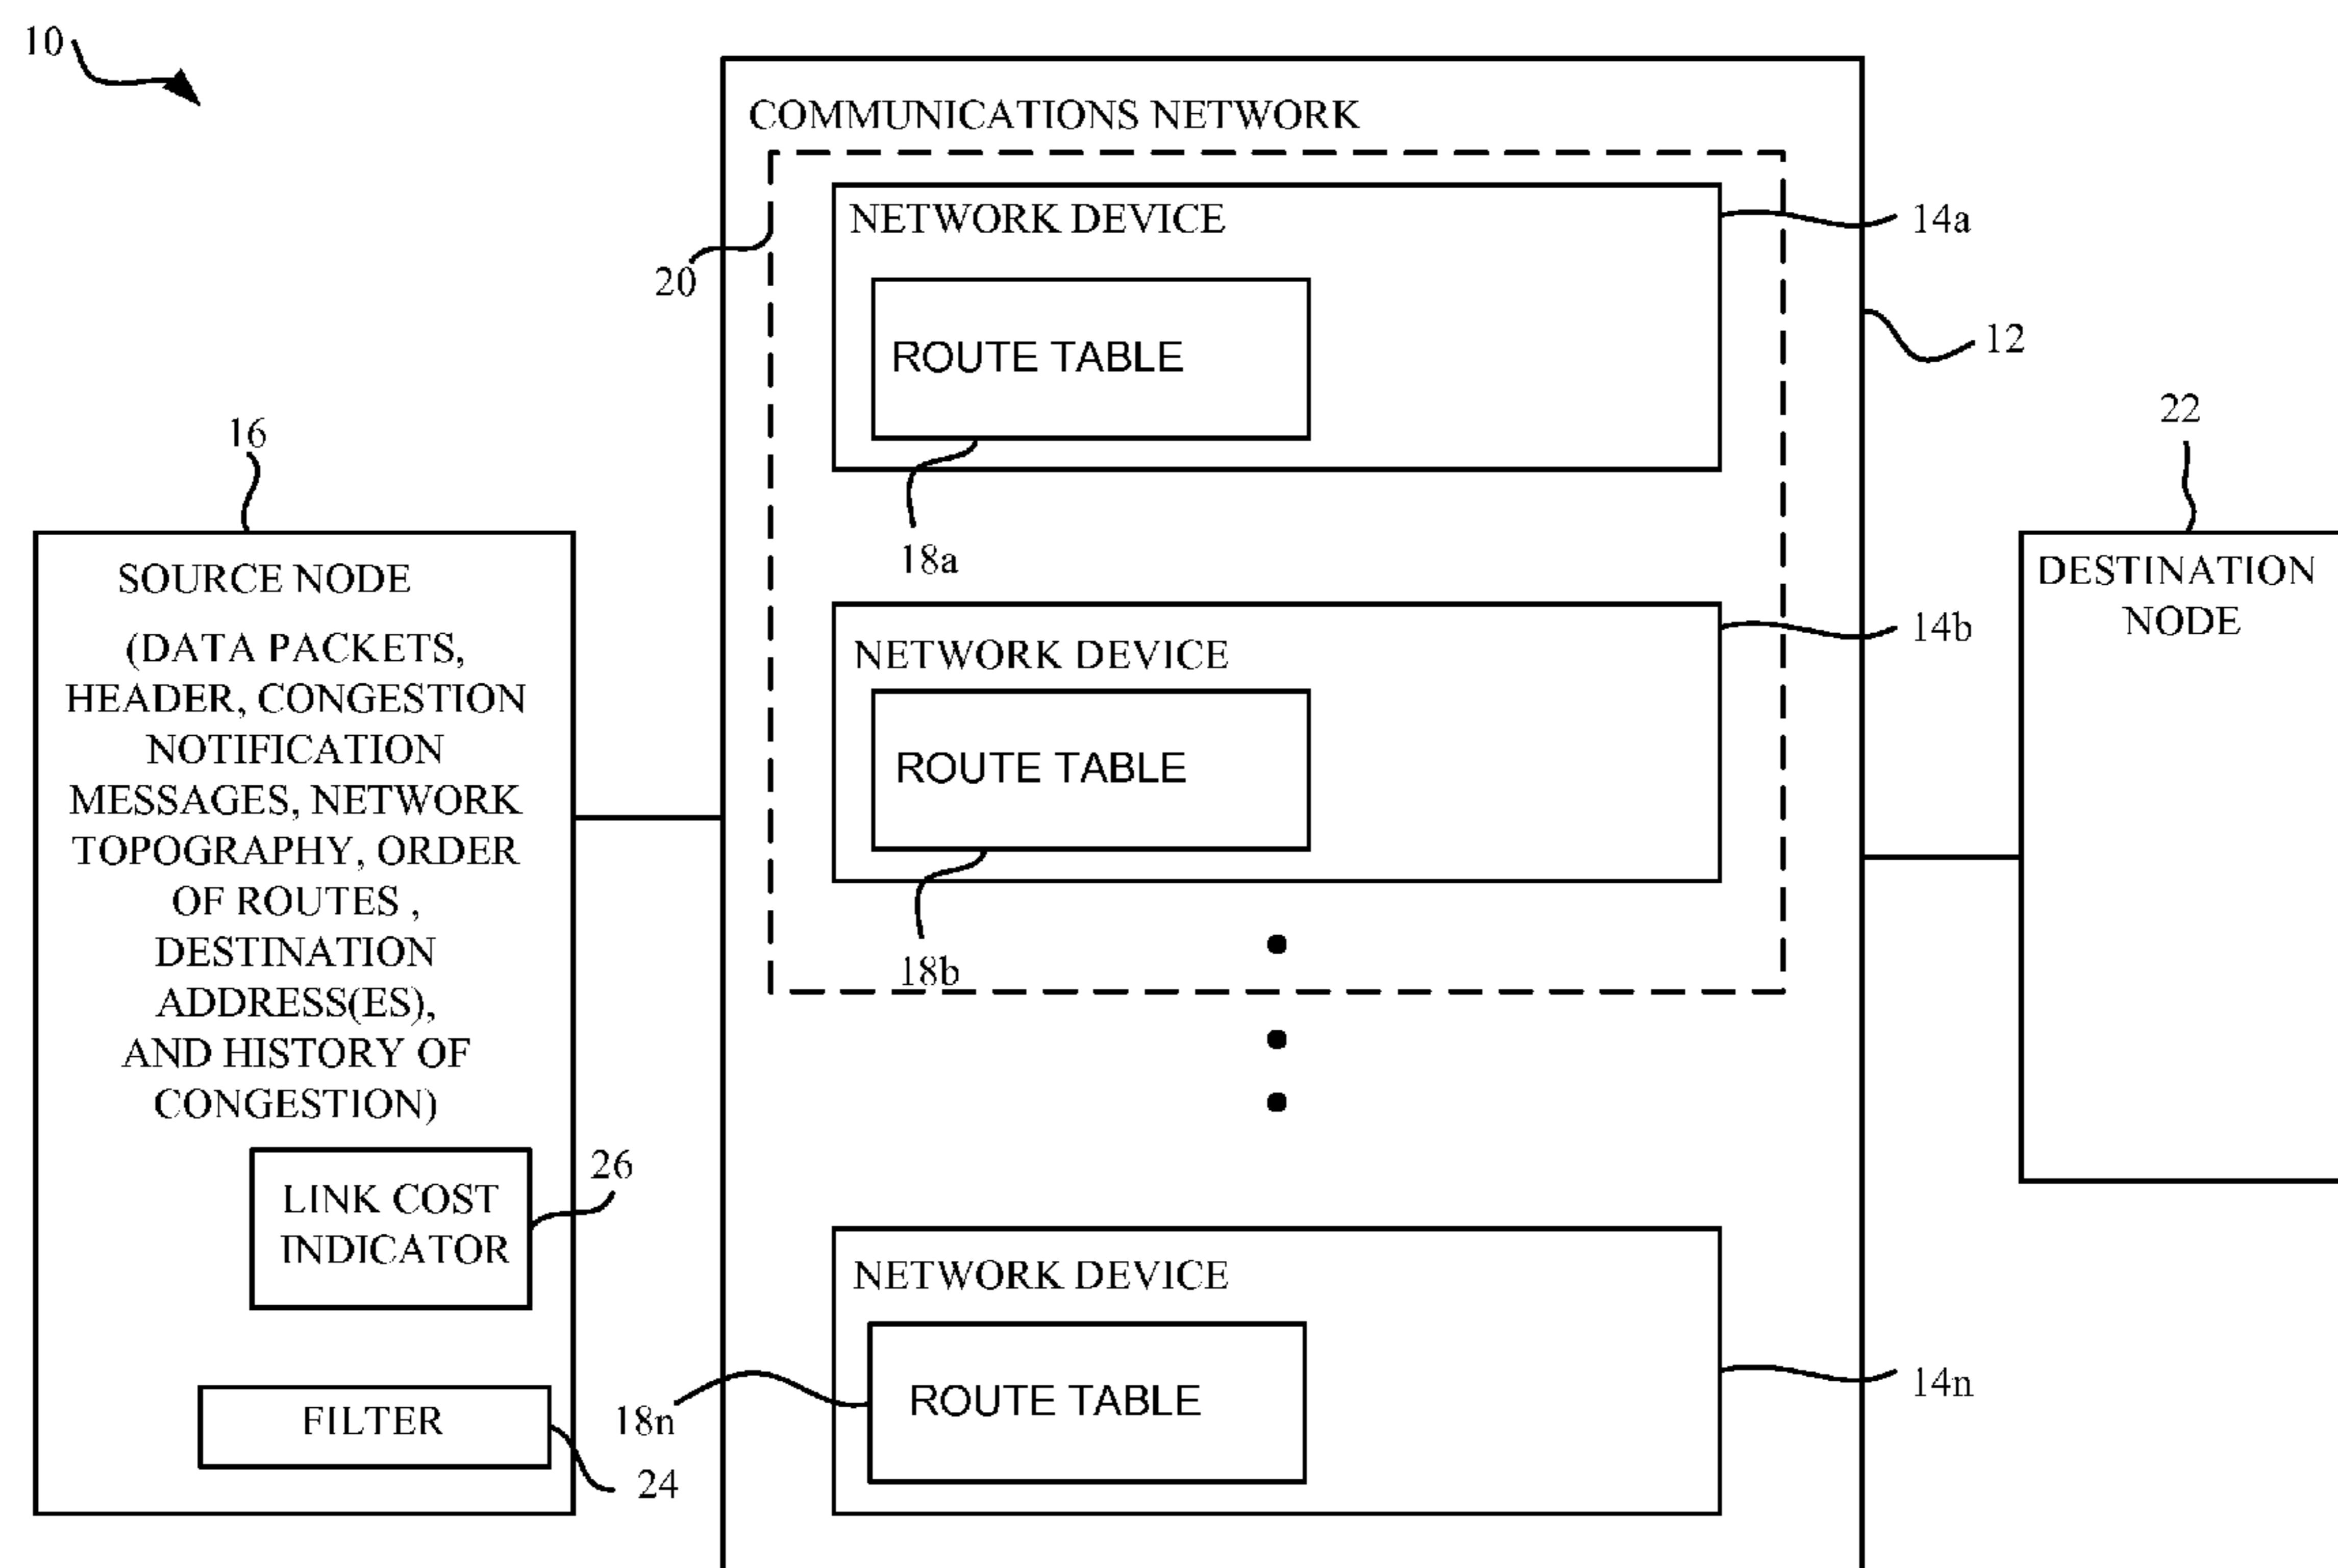 10
COMMUNICATIONS NETWORK
NETWORK DEVICE
14a
20
ROUTE TABLE
12
18a
16
22
SOURCE NODE
(DATA PACKETS,
HEADER, CONGESTION
NOTIFICATION
MESSAGES, NETWORK
TOPOGRAPHY, ORDER
OF ROUTES ,
DESTINATION
ADDRESS(ES),
AND HISTORY OF
CONGESTION)
LINK COST
INDICATOR
26
FILTER
24
NETWORK DEVICE
14b
ROUTE TABLE
18b
NETWORK DEVICE
ROUTE TABLE
18n
14n
DESTINATION
NODE